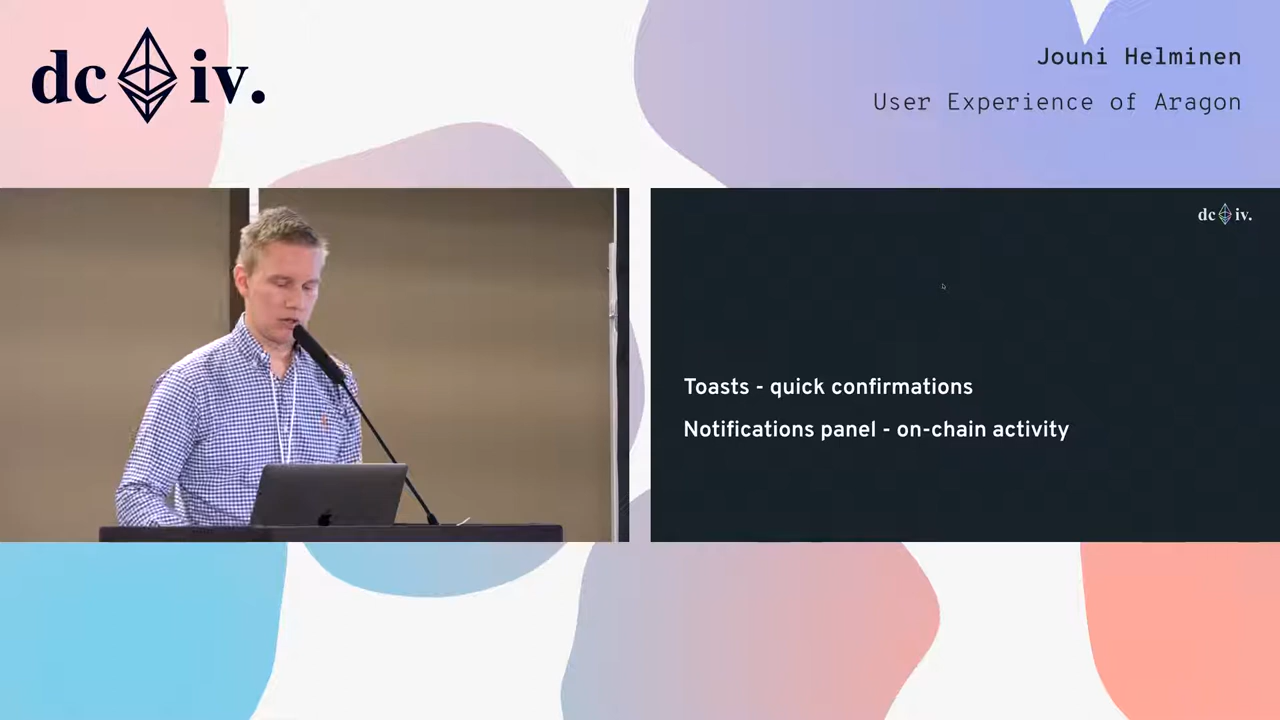 dc iv.
Jouni Helminen
User Experience of Aragon
dc iv.
Toasts - quick confirmations
Notifications panel - on-chain activity